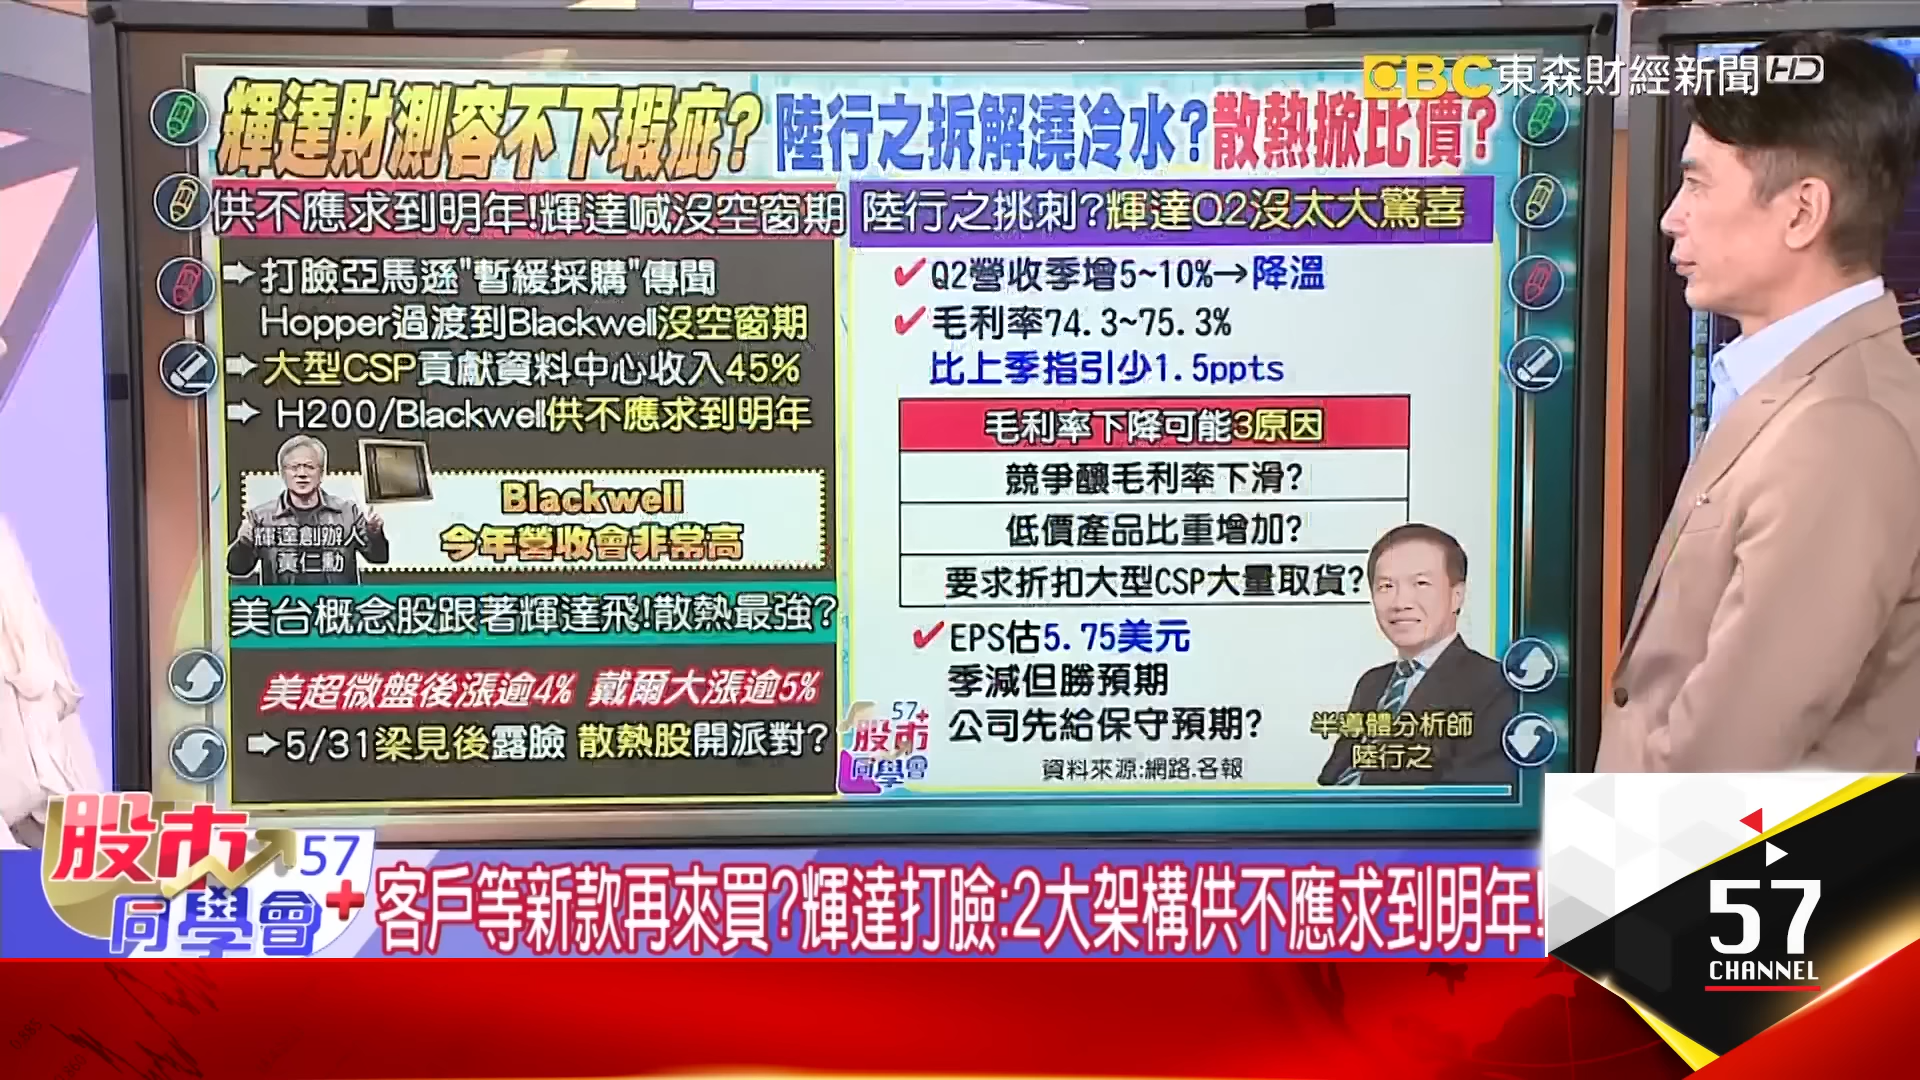 EBC東森財經新聞HD
輝達財測容不下瑕疵? 陸行之拆解澆冷水?散熱掀比價?
供不應求到明年!輝達喊沒空窗期
➡打臉亞馬遜"暫緩採購"傳聞
Hopper過渡到Blackwell沒空窗期
➡大型CSP貢獻資料中心收入45%
➡ H200/Blackwell供不應求到明年
Blackwell
今年營收會非常高
輝達創辦人
黃仁勳
美台概念股跟著輝達飛!散熱最強?
美超微盤後漲逾4% 戴爾大漲逾5%
➡5/31梁見後露臉 散熱股開派對?
陸行之挑刺?輝達Q2沒太大驚喜
✔Q2營收季增5~10%→降溫
✔毛利率74.3~75.3%
比上季指引少1.5ppts
毛利率下降可能3原因
競爭釀毛利率下滑?
低價產品比重增加?
要求折扣大型CSP大量取貨?
✔EPS估5.75美元
季減但勝預期
公司先給保守預期?
半導體分析師
陸行之
資料來源:網路.各報
57+
股市
同學會
股市 57+
同學會
客戶等新款再來買?輝達打臉:2大架構供不應求到明年!
57
CHANNEL